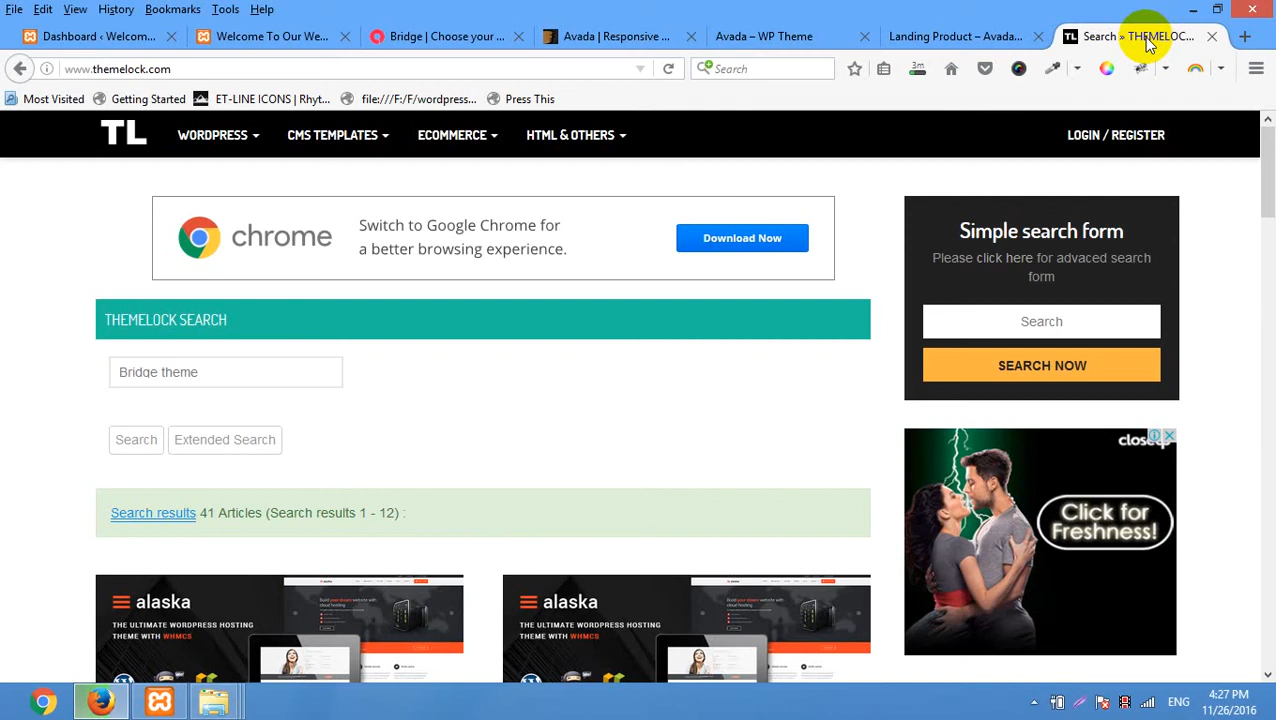 File Edit View History Bookmarks Tools Help
Dashboard ‹ Welcom... Welcome To Our We... Bridge | Choose your ... Avada | Responsive ... Avada – WP Theme Landing Product – Avada... TL Search » THEMELOC...
www.themelock.com Search 3m
Most Visited Getting Started ET-LINE ICONS | Rhyt... file:///F:/F/wordpress... Press This
TL WORDPRESS CMS TEMPLATES ECOMMERCE HTML & OTHERS LOGIN / REGISTER
chrome
Switch to Google Chrome for
a better browsing experience.
Download Now
THEMELOCK SEARCH
Bridge theme
Search Extended Search
Search results 41 Articles (Search results 1 - 12) :
alaska
THE ULTIMATE WORDPRESS HOSTING
THEME WITH WHMCS
alaska
THE ULTIMATE WORDPRESS HOSTING
THEME WITH WHMCS
Simple search form
Please click here for advaced search
form
Search
SEARCH NOW
closeup
Click for
Freshness!
ENG
4:27 PM
11/26/2016